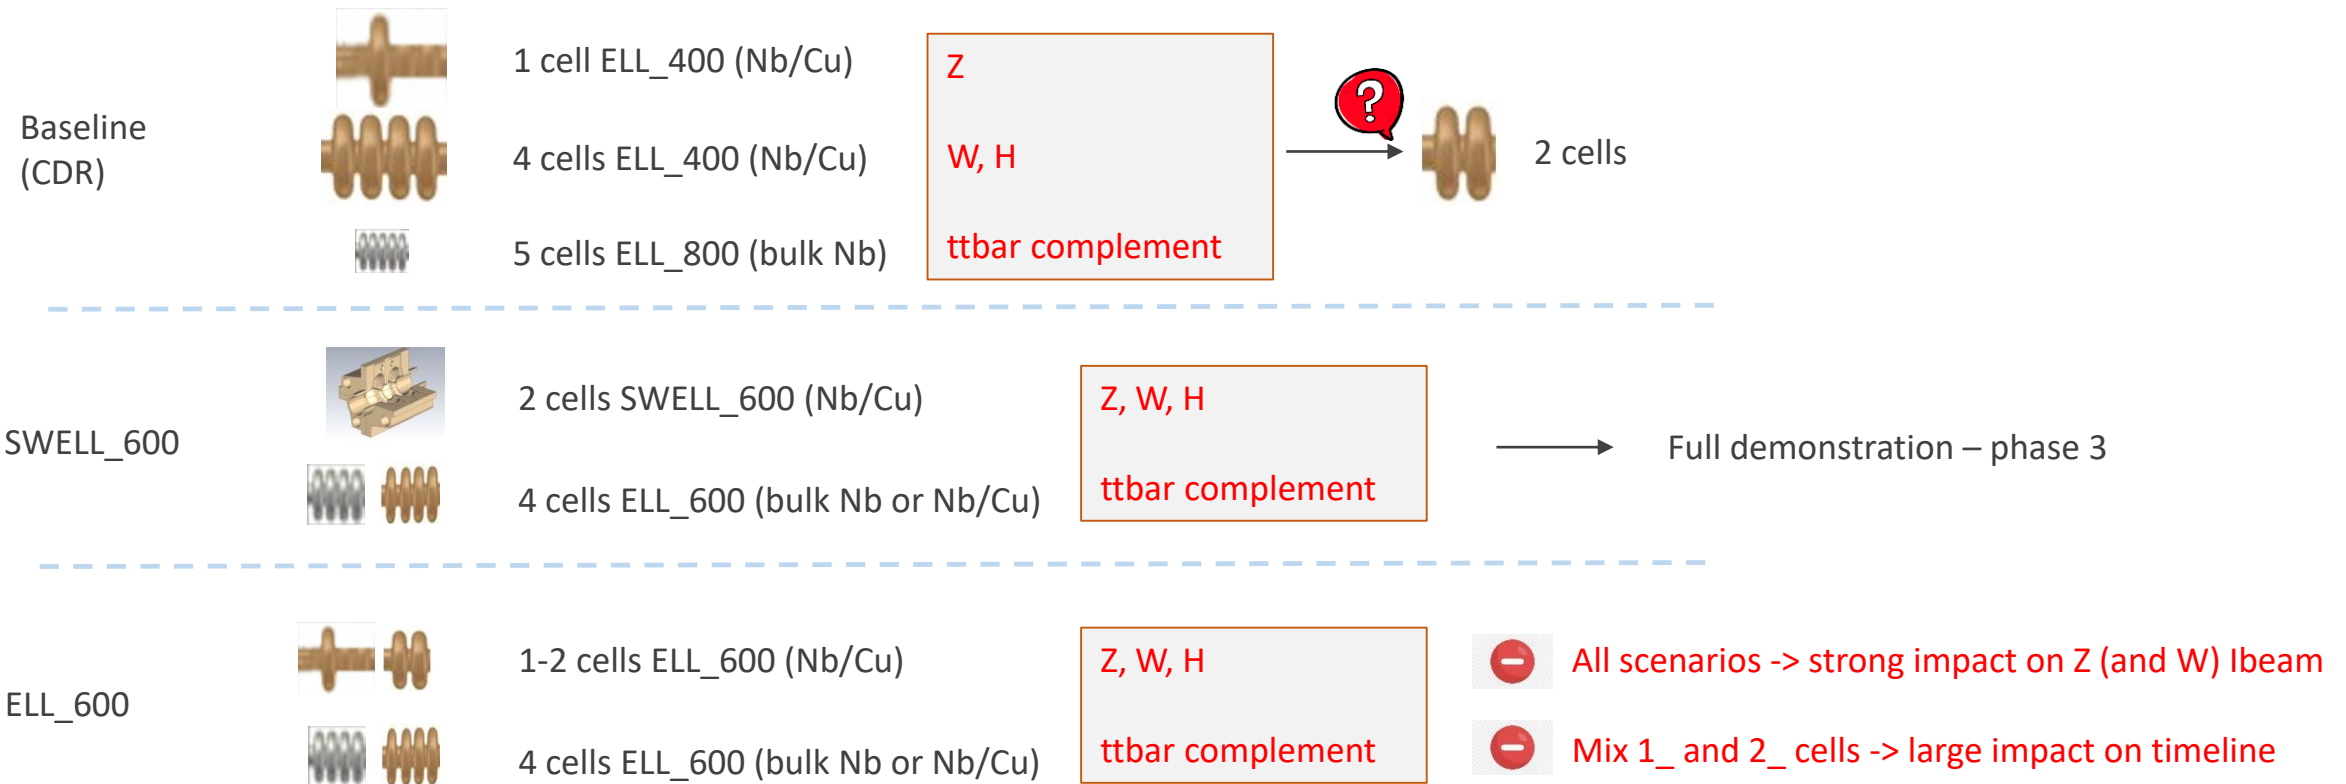 Baseline
(CDR)
1 cell ELL_400 (Nb/Cu)
Z
4 cells ELL_400 (Nb/Cu)
W, H
?
2 cells
5 cells ELL_800 (bulk Nb)
ttbar complement
SWELL_600
2 cells SWELL_600 (Nb/Cu)
Z, W, H
4 cells ELL_600 (bulk Nb or Nb/Cu)
ttbar complement
Full demonstration – phase 3
ELL_600
1-2 cells ELL_600 (Nb/Cu)
Z, W, H
All scenarios -> strong impact on Z (and W) Ibeam
4 cells ELL_600 (bulk Nb or Nb/Cu)
ttbar complement
Mix 1_ and 2_ cells -> large impact on timeline